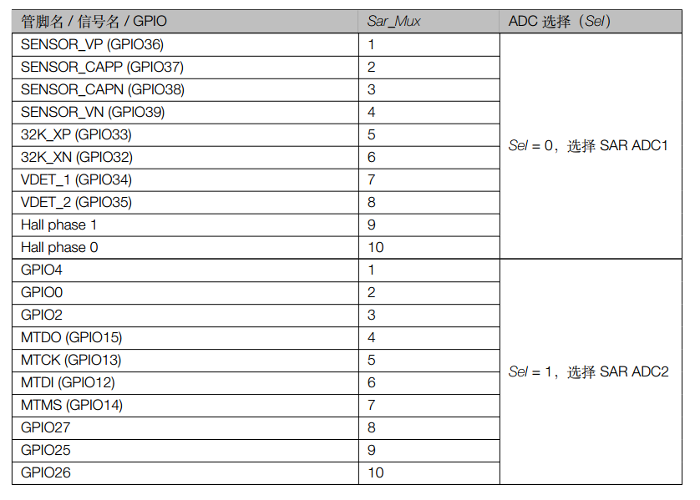 管脚名 / 信号名 / GPIO Sar_Mux ADC 选择（Sel）
SENSOR_VP (GPIO36) 1
SENSOR_CAPP (GPIO37) 2
SENSOR_CAPN (GPIO38) 3
SENSOR_VN (GPIO39) 4
32K_XP (GPIO33) 5
Sel = 0，选择 SAR ADC1
32K_XN (GPIO32) 6
VDET_1 (GPIO34) 7
VDET_2 (GPIO35) 8
Hall phase 1 9
Hall phase 0 10
GPIO4 1
GPIO0 2
GPIO2 3
MTDO (GPIO15) 4
MTCK (GPIO13) 5
Sel = 1，选择 SAR ADC2
MTDI (GPIO12) 6
MTMS (GPIO14) 7
GPIO27 8
GPIO25 9
GPIO26 10